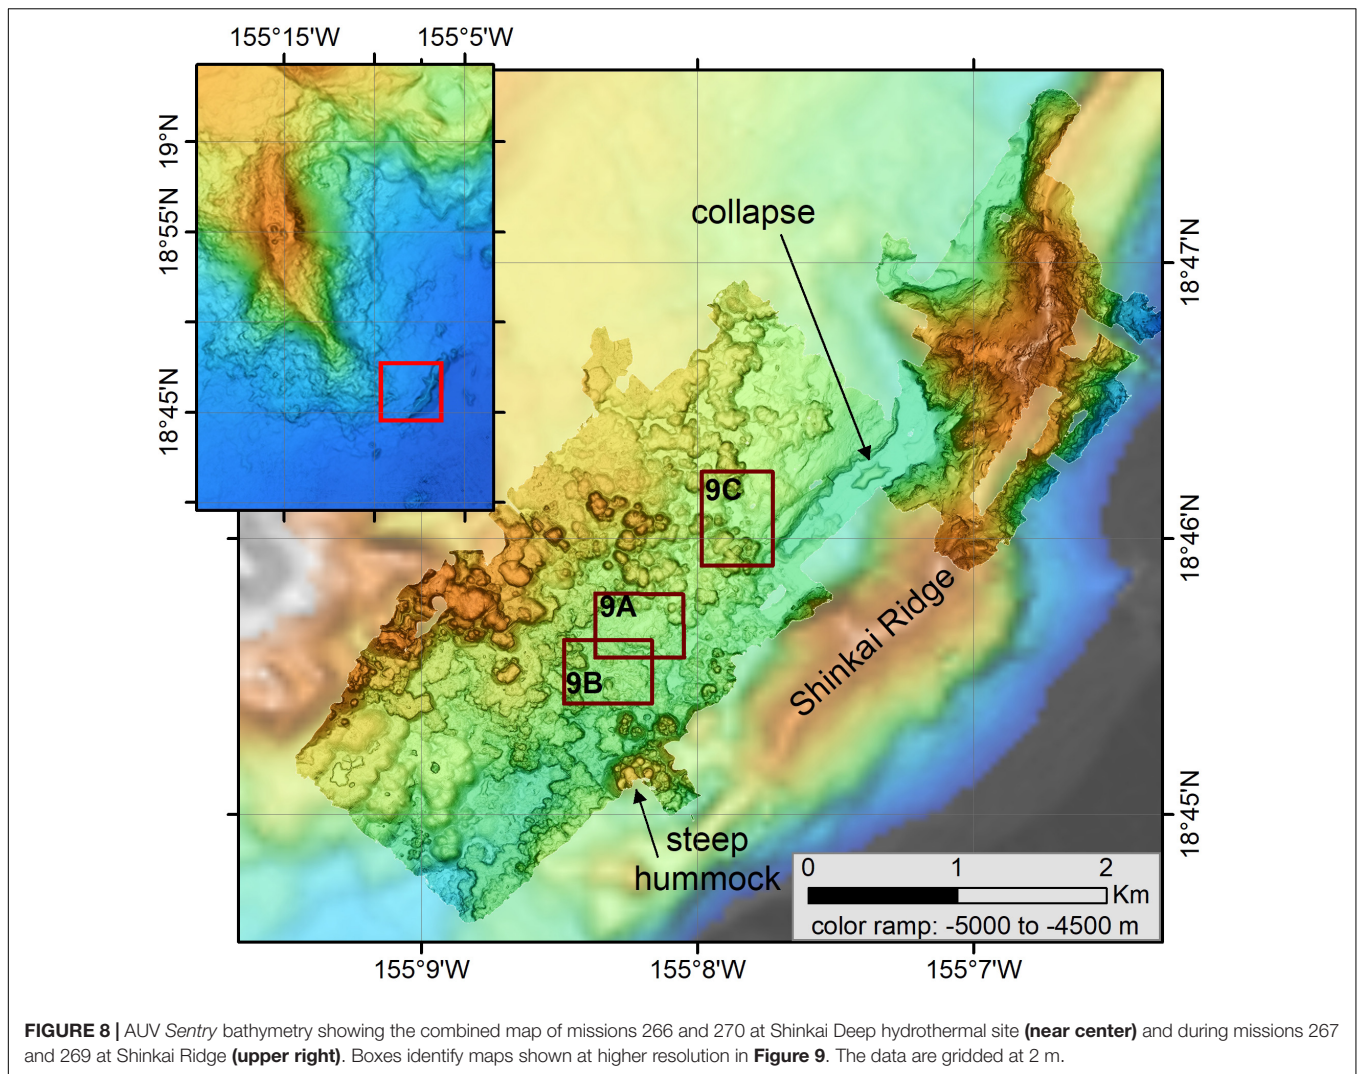 155°15'W 155°5'W
19°N
18°55'N
18°45'N
collapse
18°47'N
9C
18°46'N
9A
9B
Shinkai Ridge
steep
hummock
18°45'N
0 1 2
Km
color ramp: -5000 to -4500 m
155°9'W 155°8'W 155°7'W
FIGURE 8 | AUV Sentry bathymetry showing the combined map of missions 266 and 270 at Shinkai Deep hydrothermal site (near center) and during missions 267
and 269 at Shinkai Ridge (upper right). Boxes identify maps shown at higher resolution in Figure 9. The data are gridded at 2 m.